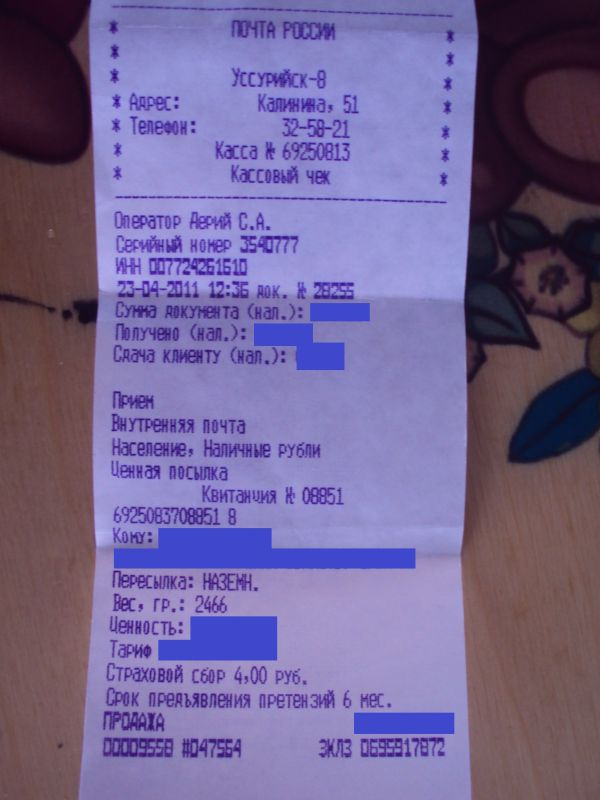 * ПОЧТА РОССИИ *
* *
* Уссурийск-8 *
* Адрес: Калинина, 51 *
* Телефон: 32-58-21 *
* Касса № 69250813 *
* Кассовый чек *
Оператор Аерий С.А.
Серийный номер 3540777
ИНН 007724261610
23-04-2011 12:36 док. № 28255
Сумма документа (нал.):
Получено (нал.):
Сдача клиенту (нал.):
Прием
Внутренняя почта
Население, Наличные рубли
Ценная посылка
Квитанция № 08851
6925083708851 8
Кому:
Пересылка: НАЗЕМН.
Вес, гр.: 2466
Ценность:
Тариф
Страховой сбор 4,00 руб.
Срок предъявления претензий 6 мес.
ПРОДАЖА
00009558 #047564 ЭКЛЗ 0695917872